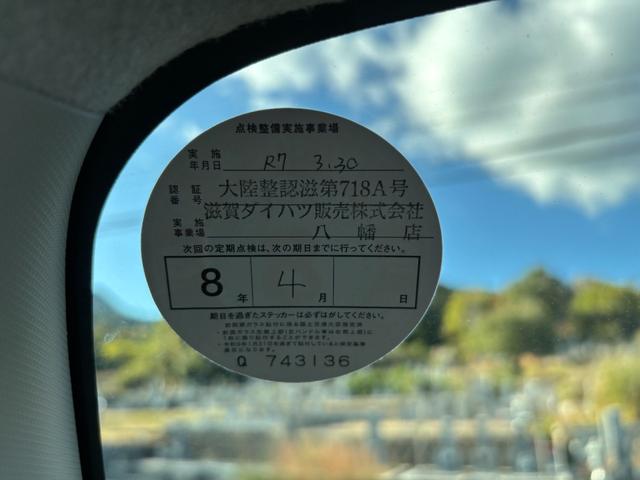 点検整備実施事業場
実施
年月日 R7 3.30
認証
番号 大陸整認滋第718A号
滋賀ダイハツ販売株式会社
実施
事業場 八幡店
次回の定期点検は、次の期日までに行ってください。
8年 4月 日
期日を過ぎたステッカーは必ずはがしてください。
Q 743136